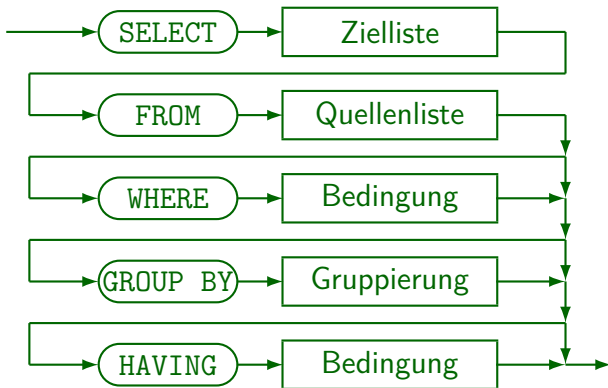 SELECT Zielliste
FROM Quellenliste
WHERE Bedingung
GROUP BY Gruppierung
HAVING Bedingung